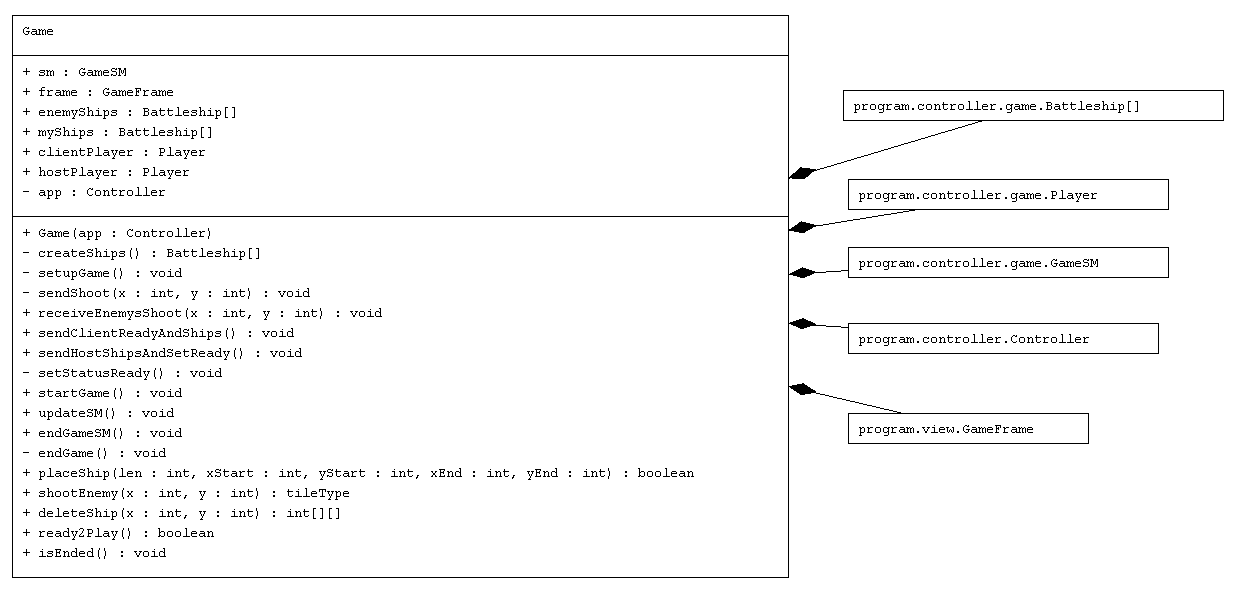 Game
+ sm : GameSM
+ frame : GameFrame
+ enemyShips : Battleship[]
+ myShips : Battleship[]
+ clientPlayer : Player
+ hostPlayer : Player
- app : Controller
+ Game(app : Controller)
- createShips() : Battleship[]
- setupGame() : void
- sendShoot(x : int, y : int) : void
+ receiveEnemysShoot(x : int, y : int) : void
+ sendClientReadyAndShips() : void
+ sendHostShipsAndSetReady() : void
- setStatusReady() : void
+ startGame() : void
+ updateSM() : void
+ endGameSM() : void
- endGame() : void
+ placeShip(len : int, xStart : int, yStart : int, xEnd : int, yEnd : int) : boolean
+ shootEnemy(x : int, y : int) : tileType
+ deleteShip(x : int, y : int) : int[][]
+ ready2Play() : boolean
+ isEnded() : void
program.controller.game.Battleship[]
program.controller.game.Player
program.controller.game.GameSM
program.controller.Controller
program.view.GameFrame